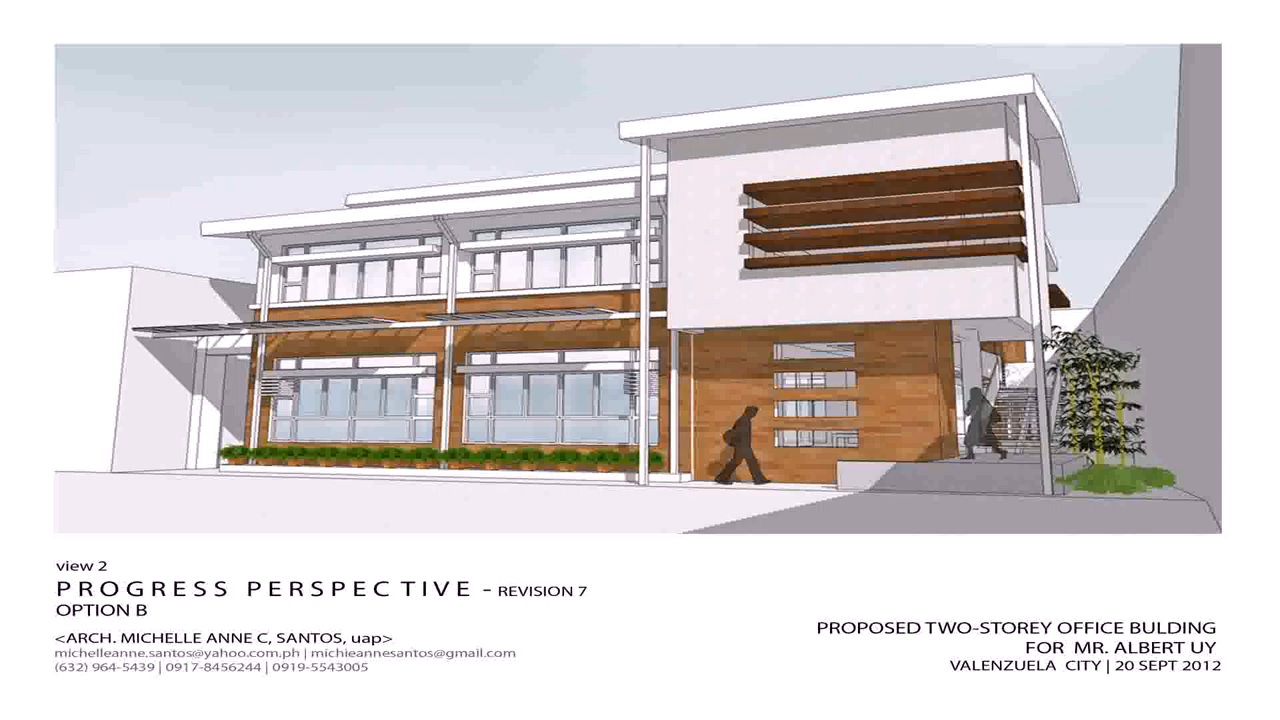 view 2
PROGRESS PERSPECTIVE - REVISION 7
OPTION B
<ARCH. MICHELLE ANNE C, SANTOS, uap>
michelleanne.santos@yahoo.com.ph | michieannesantos@gmail.com
(632) 964-5439 | 0917-8456244 | 0919-5543005
PROPOSED TWO-STOREY OFFICE BULDING
FOR MR. ALBERT UY
VALENZUELA CITY | 20 SEPT 2012